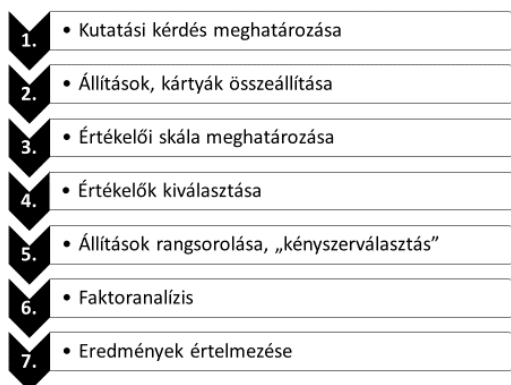 1. • Kutatási kérdés meghatározása
2. • Állítások, kártyák összeállítása
3. • Értékelői skála meghatározása
4. • Értékelők kiválasztása
5. • Állítások rangsorolása, „kényszerválasztás”
6. • Faktoranalízis
7. • Eredmények értelmezése